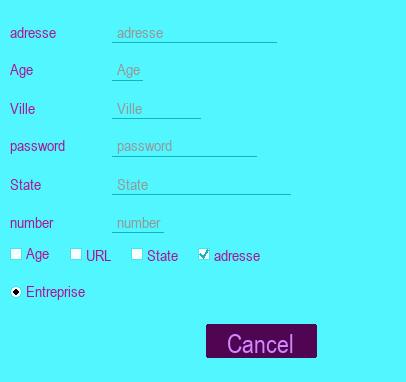 adresse adresse
Age Age
Ville Ville
password password
State State
number number
Age URL State adresse
Entreprise
Cancel